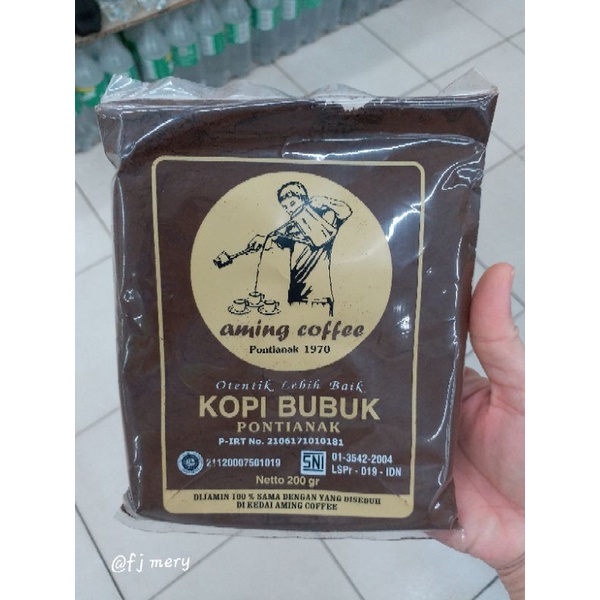 aming coffee
Pontianak 1970
Otentik Lebih Baik
KOPI BUBUK
PONTIANAK
P-IRT No. 2106171010181
21120007501019
SNI
01-3542-2004
LSPr - 019 - IDN
Netto 200 gr
DIJAMIN 100 % SAMA DENGAN YANG DISEDUH
DI KEDAI AMING COFFEE
@fj mery